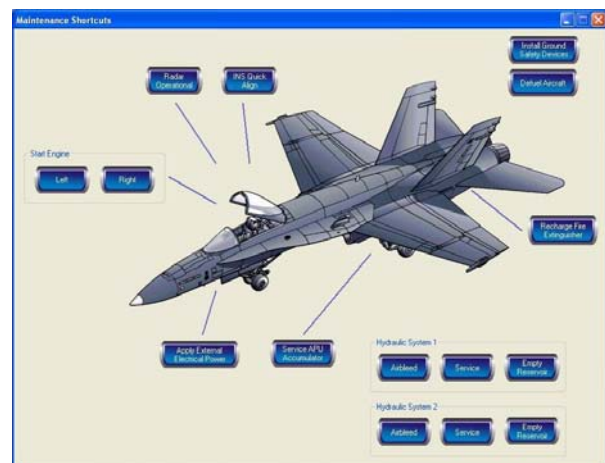 Maintenance Shortcuts
Install Ground
Safety Devices
Radar
Operational
INS Quick
Align
Defuel Aircraft
Start Engine
Left
Right
Recharge Fire
Extinguisher
Apply External
Electrical Power
Service APU
Accumulator
Hydraulic System 1
Airbleed
Service
Empty
Reservoir
Hydraulic System 2
Airbleed
Service
Empty
Reservoir